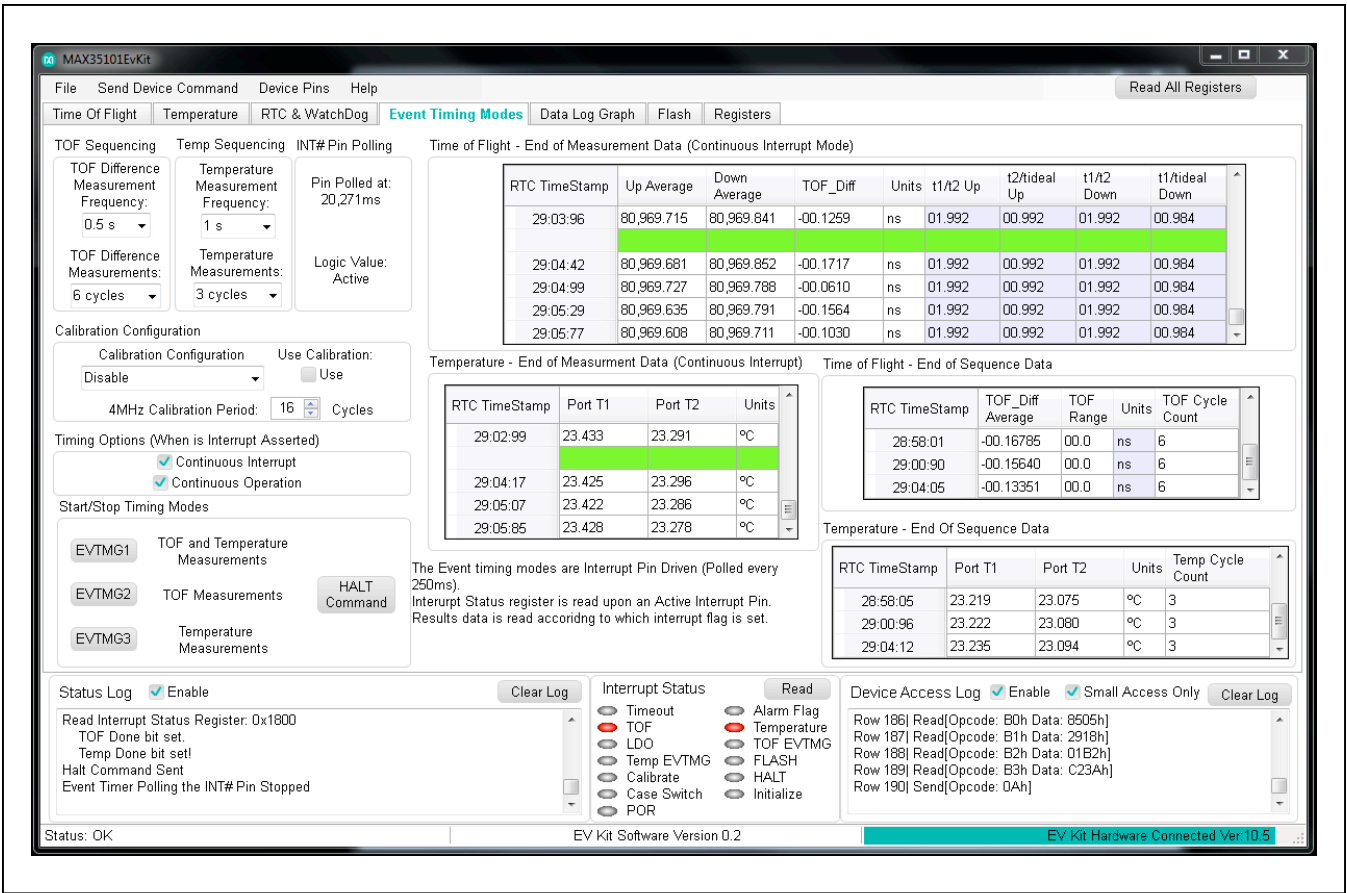 MAX35101EvKit
File Send Device Command Device Pins Help Read All Registers
Time Of Flight Temperature RTC & WatchDog Event Timing Modes Data Log Graph Flash Registers
TOF Sequencing
TOF Difference
Measurement
Frequency:
0.5 s
TOF Difference
Measurements:
6 cycles
Temp Sequencing
Temperature
Measurement
Frequency:
1 s
Temperature
Measurements:
3 cycles
INT# Pin Polling
Pin Polled at:
20,271ms
Logic Value:
Active
Calibration Configuration
Calibration Configuration Use Calibration:
Disable Use
4MHz Calibration Period: 16 Cycles
Timing Options (When is Interrupt Asserted)
Continuous Interrupt
Continuous Operation
Start/Stop Timing Modes
EVTMG1 TOF and Temperature
Measurements
EVTMG2 TOF Measurements
EVTMG3 Temperature
Measurements
HALT
Command
Time of Flight - End of Measurement Data (Continuous Interrupt Mode)
RTC TimeStamp Up Average Down Average TOF_Diff Units t1/t2 Up t2/tideal Up t1/t2 Down t1/tideal Down
29:03:96 80,969.715 80,969.841 -00.1259 ns 01.992 00.992 01.992 00.984
29:04:42 80,969.681 80,969.852 -00.1717 ns 01.992 00.992 01.992 00.984
29:04:99 80,969.727 80,969.788 -00.0610 ns 01.992 00.992 01.992 00.984
29:05:29 80,969.635 80,969.791 -00.1564 ns 01.992 00.992 01.992 00.984
29:05:77 80,969.608 80,969.711 -00.1030 ns 01.992 00.992 01.992 00.984
Temperature - End of Measurment Data (Continuous Interrupt)
RTC TimeStamp Port T1 Port T2 Units
29:02:99 23.433 23.291 ºC
29:04:17 23.425 23.296 ºC
29:05:07 23.422 23.286 ºC
29:05:85 23.428 23.278 ºC
The Event timing modes are Interrupt Pin Driven (Polled every
250ms).
Interurpt Status register is read upon an Active Interrupt Pin.
Results data is read accoridng to which interrupt flag is set.
Time of Flight - End of Sequence Data
RTC TimeStamp TOF_Diff Average TOF Range Units TOF Cycle Count
28:58:01 -00.16785 00.0 ns 6
29:00:90 -00.15640 00.0 ns 6
29:04:05 -00.13351 00.0 ns 6
Temperature - End Of Sequence Data
RTC TimeStamp Port T1 Port T2 Units Temp Cycle Count
28:58:05 23.219 23.075 ºC 3
29:00:96 23.222 23.080 ºC 3
29:04:12 23.235 23.094 ºC 3
Status Log Enable Clear Log
Read Interrupt Status Register: 0x1800
TOF Done bit set.
Temp Done bit set!
Halt Command Sent
Event Timer Polling the INT# Pin Stopped
Interrupt Status Read
Timeout Alarm Flag
TOF Temperature
LDO TOF EVTMG
Temp EVTMG FLASH
Calibrate HALT
Case Switch Initialize
POR
Device Access Log Enable Small Access Only Clear Log
Row 186| Read[Opcode: B0h Data: 8505h]
Row 187| Read[Opcode: B1h Data: 2918h]
Row 188| Read[Opcode: B2h Data: 01B2h]
Row 189| Read[Opcode: B3h Data: C23Ah]
Row 190| Send[Opcode: 0Ah]
Status: OK EV Kit Software Version 0.2 EV Kit Hardware Connected Ver:10.5